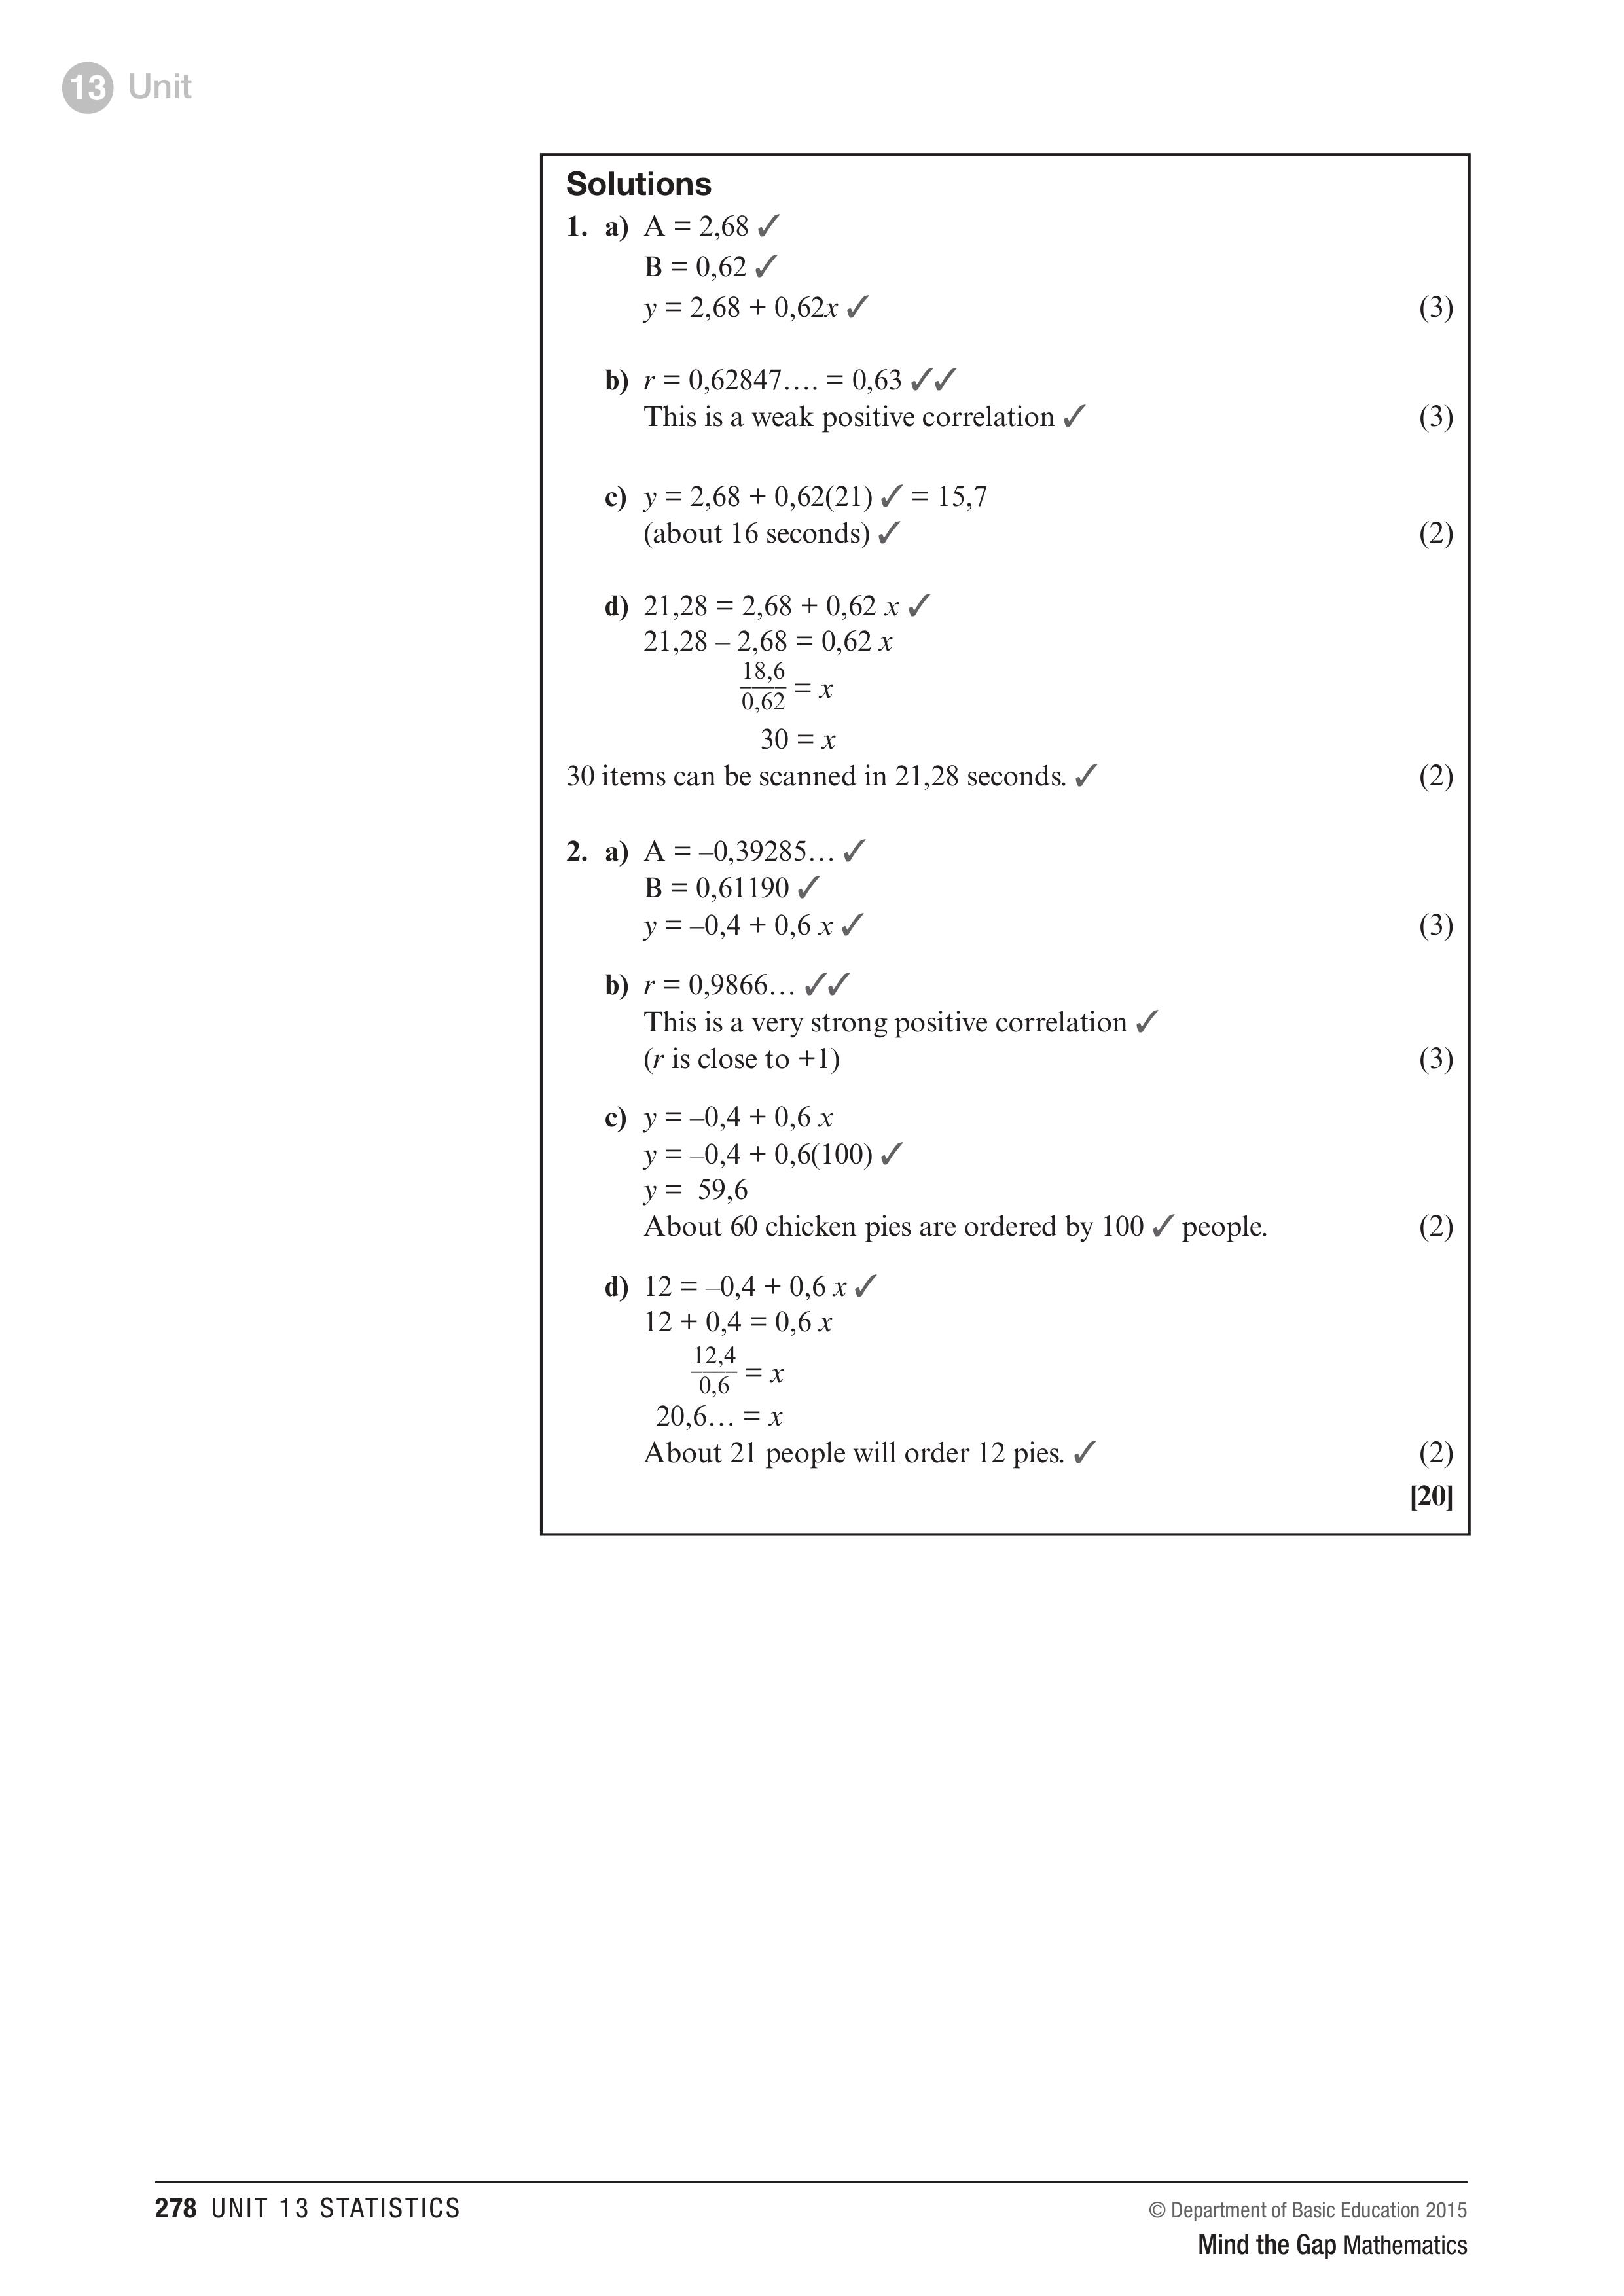 13 Unit
Solutions
1. a) A = 2,68 ✓
B = 0,62 ✓
y = 2,68 + 0,62x ✓ (3)
b) r = 0,62847…. = 0,63 ✓✓
This is a weak positive correlation ✓ (3)
c) y = 2,68 + 0,62(21) ✓ = 15,7
(about 16 seconds) ✓ (2)
d) 21,28 = 2,68 + 0,62 x ✓
21,28 – 2,68 = 0,62 x
18,6/0,62 = x
30 = x
30 items can be scanned in 21,28 seconds. ✓ (2)
2. a) A = –0,39285… ✓
B = 0,61190 ✓
y = –0,4 + 0,6 x ✓ (3)
b) r = 0,9866… ✓✓
This is a very strong positive correlation ✓
(r is close to +1) (3)
c) y = –0,4 + 0,6 x
y = –0,4 + 0,6(100) ✓
y = 59,6
About 60 chicken pies are ordered by 100 ✓ people. (2)
d) 12 = –0,4 + 0,6 x ✓
12 + 0,4 = 0,6 x
12,4/0,6 = x
20,6… = x
About 21 people will order 12 pies. ✓ (2)
[20]
278 UNIT 13 STATISTICS
© Department of Basic Education 2015
Mind the Gap Mathematics